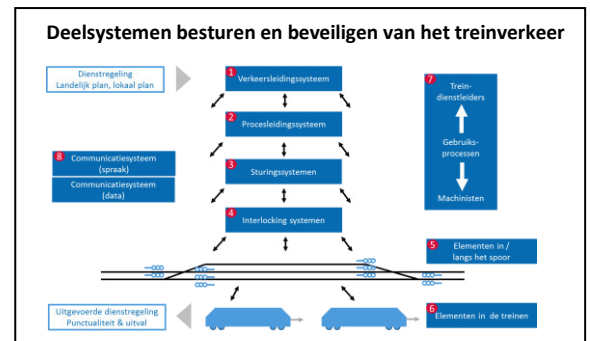 Deelsystemen besturen en beveiligen van het treinverkeer
Dienstregeling
Landelijk plan, lokaal plan
1 Verkeersleidingssysteem
2 Procesleidingssysteem
3 Sturingssystemen
4 Interlocking systemen
7 Trein-
dienstleiders
Gebruiks-
processen
Machinisten
8 Communicatiesysteem
(spraak)
Communicatiesysteem
(data)
5 Elementen in /
langs het spoor
Uitgevoerde dienstregeling
Punctualiteit & uitval
6 Elementen in de treinen